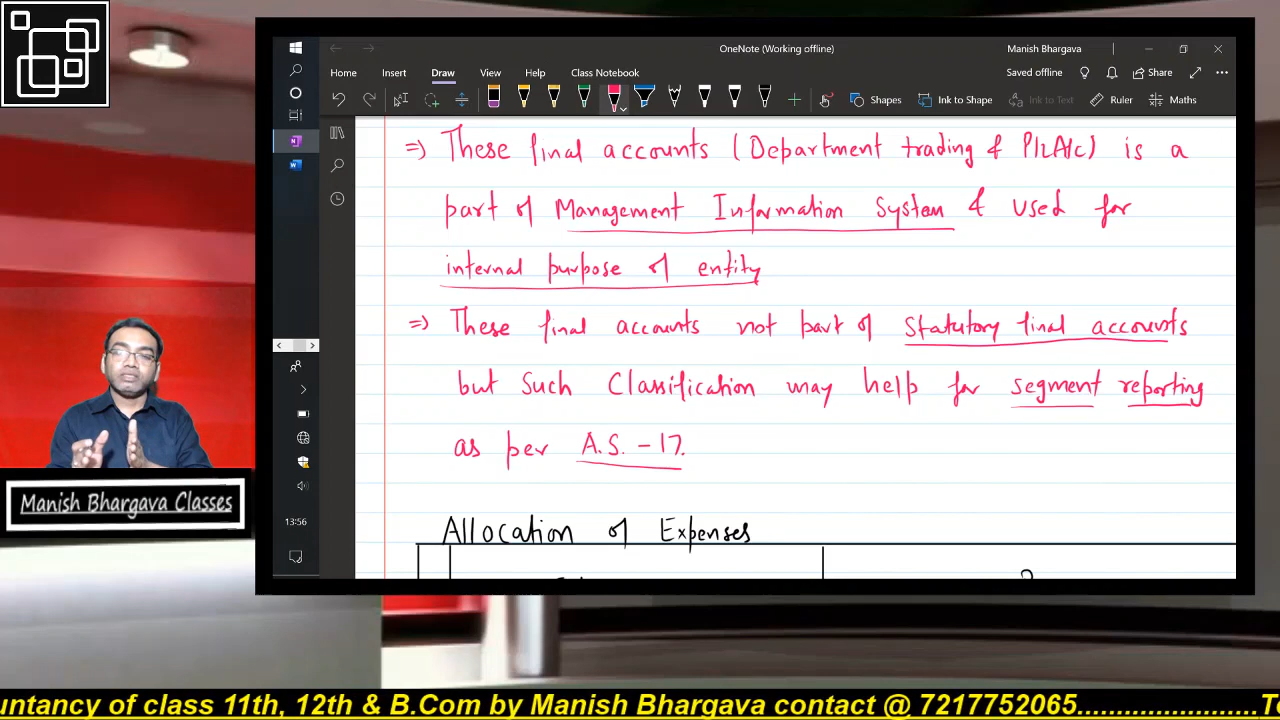 OneNote (Working offline)
Manish Bhargava
Home Insert Draw View Help Class Notebook
Saved offline
Share
Shapes
Ink to Shape
Ink to Text
Ruler
Maths
=) These final accounts (Department trading & P/L A/c) is a
part of Management Information System & used for
internal purpose of entity
=) These final accounts not part of Statutory final accounts
but Such Classification may help for segment reporting
as per A.S. - 17.
Allocation of Expenses
13:56
Manish Bhargava Classes
untancy of class 11th, 12th & B.Com by Manish Bhargava contact @ 7217752065........................To